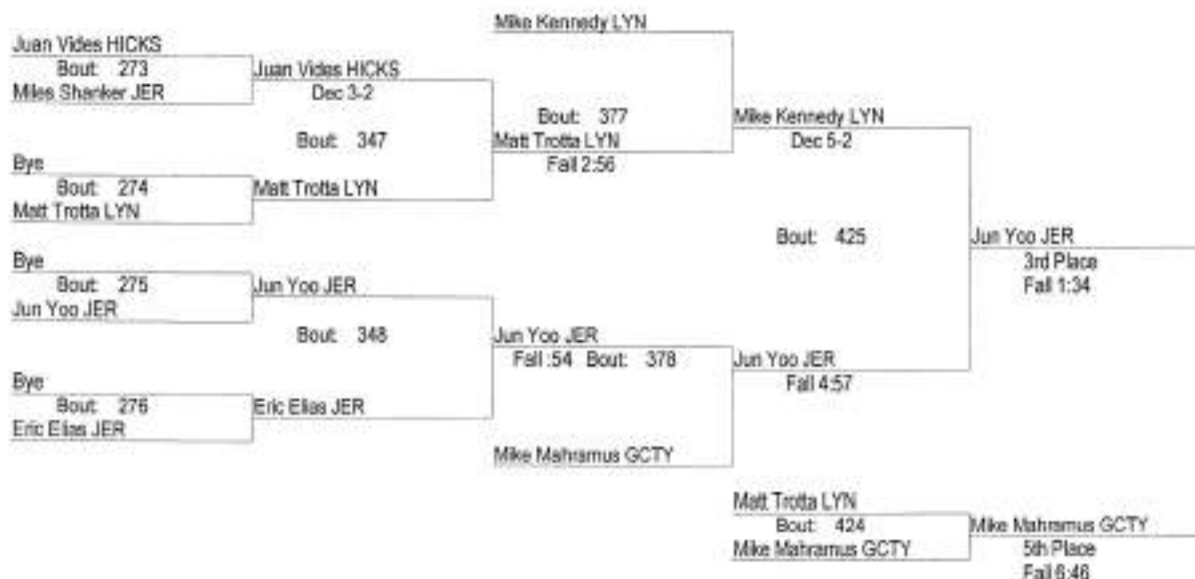 Mike Kennedy LYN
Juan Vides HICKS
Bout: 273
Miles Shanker JER
Juan Vides HICKS
Dec 3-2
Bout: 377
Mike Kennedy LYN
Dec 5-2
Bout: 347
Matt Trotta LYN
Fall 2:56
Bye
Bout: 274
Matt Trotta LYN
Matt Trotta LYN
Bout: 425
Jun Yoo JER
3rd Place
Fall 1:34
Bye
Bout: 275
Jun Yoo JER
Jun Yoo JER
Bout: 348
Jun Yoo JER
Fall :54 Bout: 378
Jun Yoo JER
Fall 4:57
Bye
Bout: 276
Eric Elias JER
Eric Elias JER
Mike Mahramus GCTY
Matt Trotta LYN
Bout: 424
Mike Mahramus GCTY
Mike Mahramus GCTY
5th Place
Fall 6:46